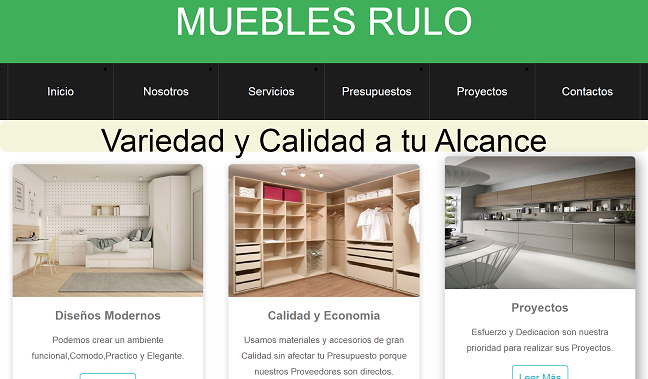 MUEBLES RULO
Inicio Nosotros Servicios Presupuestos Proyectos Contactos
Variedad y Calidad a tu Alcance
Diseños Modernos
Podemos crear un ambiente
funcional,Comodo,Practico y Elegante.
Calidad y Economia
Usamos materiales y accesorios de gran
Calidad sin afectar tu Presupuesto porque
nuestros Proveedores son directos.
Proyectos
Esfuerzo y Dedicacion son nuestra
prioridad para realizar sus Proyectos.
Leer Más